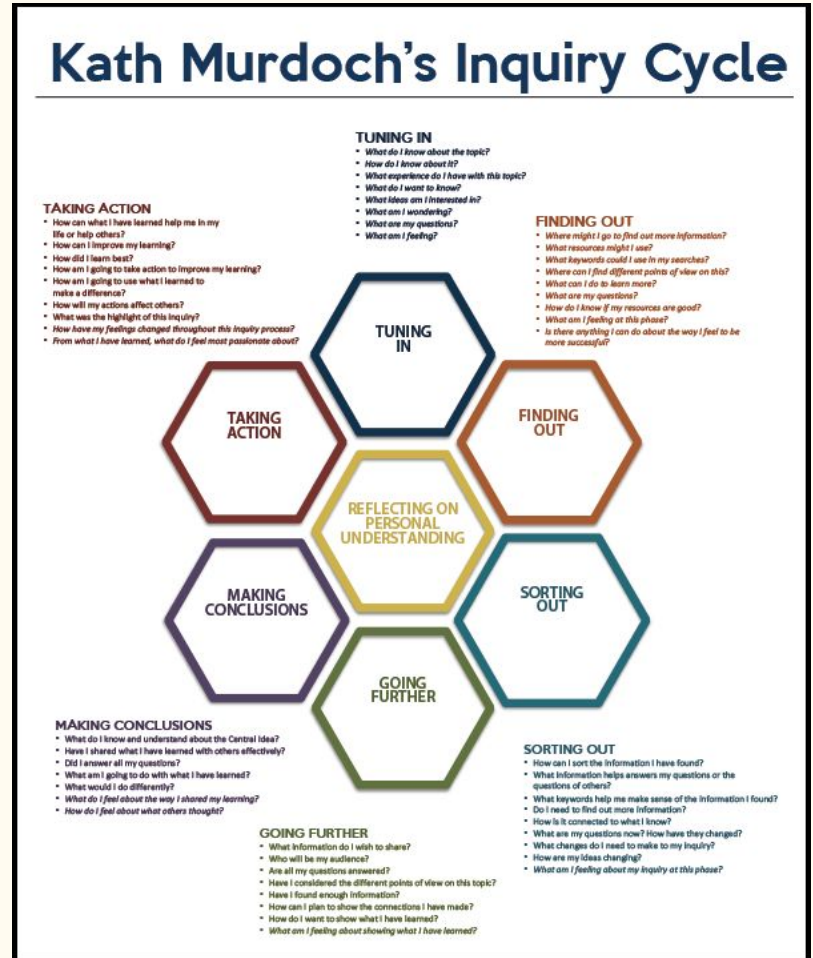 Kath Murdoch's Inquiry Cycle
TUNING IN
• What do I know about the topic?
• How do I know about it?
• What experience do I have with this topic?
• What do I want to know?
• What ideas am I interested in?
• What am I wondering?
• What are my questions?
• What am I feeling?
TAKING ACTION
• How can what I have learned help me in my
life or help others?
• How can I improve my learning?
• How did I learn best?
• How am I going to take action to improve my learning?
• How am I going to use what I learned to
make a difference?
• How will my actions affect others?
• What was the highlight of this inquiry?
• How have my feelings changed throughout this inquiry process?
• From what I have learned, what do I feel most passionate about?
FINDING OUT
• Where might I go to find out more information?
• What resources might I use?
• What keywords could I use in my searches?
• Where can I find different points of view on this?
• What can I do to learn more?
• What are my questions?
• How do I know if my resources are good?
• What am I feeling at this phase?
• Is there anything I can do about the way I feel to be
more successful?
TUNING
IN
TAKING
ACTION
FINDING
OUT
REFLECTING ON
PERSONAL
UNDERSTANDING
MAKING
CONCLUSIONS
SORTING
OUT
GOING
FURTHER
MAKING CONCLUSIONS
• What do I know and understand about the Central Idea?
• Have I shared what I have learned with others effectively?
• Did I answer all my questions?
• What am I going to do with what I have learned?
• What would I do differently?
• What do I feel about the way I shared my learning?
• How do I feel about what others thought?
SORTING OUT
• How can I sort the information I have found?
• What information helps answers my questions or the
questions of others?
• What keywords help me make sense of the information I found?
• Do I need to find out more information?
• How is it connected to what I know?
• What are my questions now? How have they changed?
• What changes do I need to make to my inquiry?
• How are my ideas changing?
• What am I feeling about my inquiry at this phase?
GOING FURTHER
• What information do I wish to share?
• Who will be my audience?
• Are all my questions answered?
• Have I considered the different points of view on this topic?
• Have I found enough information?
• How can I plan to show the connections I have made?
• How do I want to show what I have learned?
• What am I feeling about showing what I have learned?